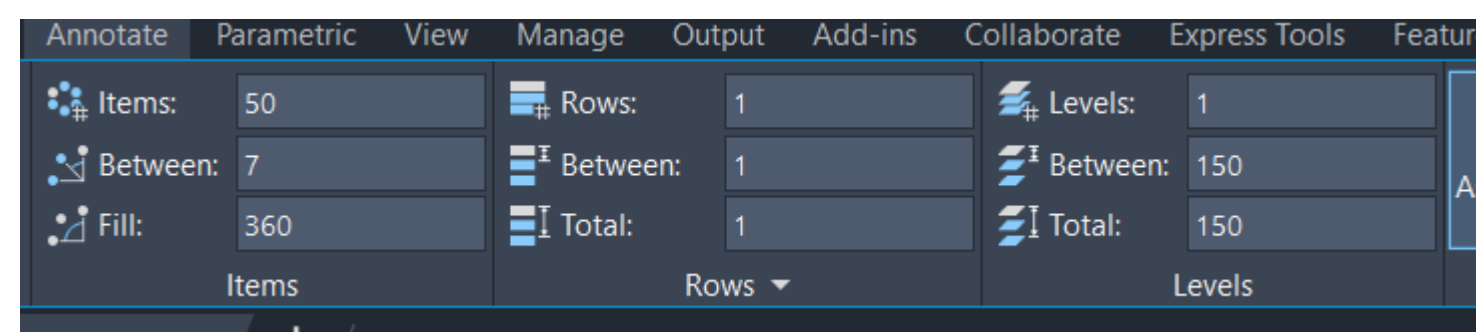 Annotate Parametric View Manage Output Add-ins Collaborate Express Tools Featur
Items: 50 Rows: 1 Levels: 1
Between: 7 Between: 1 Between: 150
Fill: 360 Total: 1 Total: 150
A
Items Rows Levels